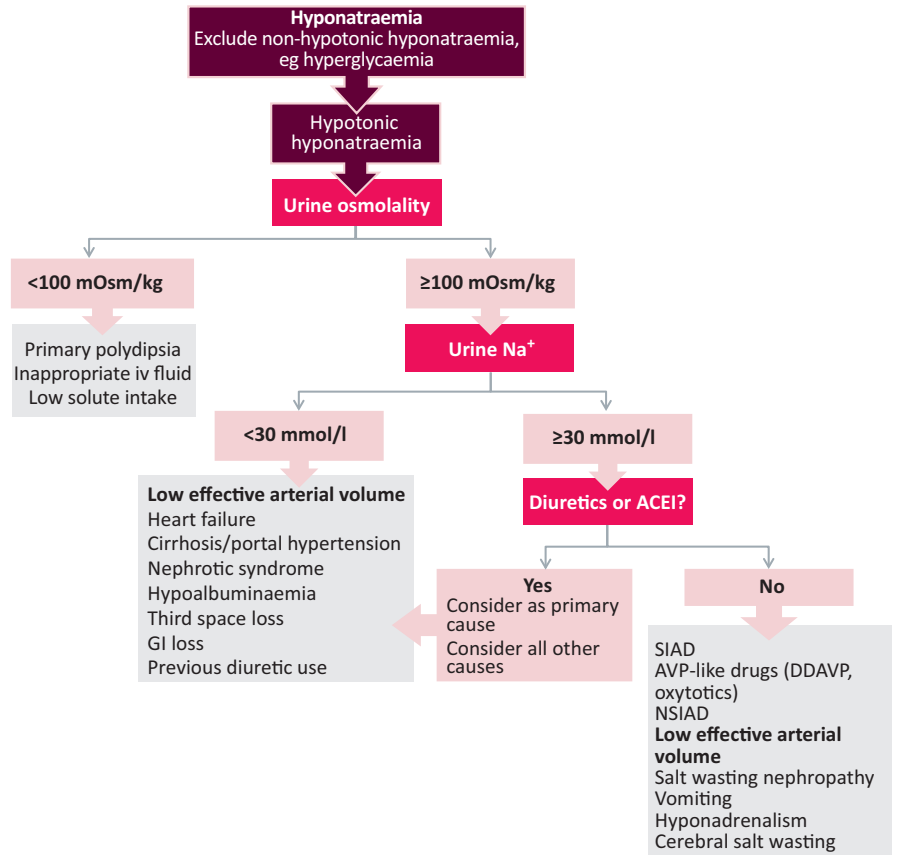 Hyponatraemia
Exclude non-hypotonic hyponatraemia,
eg hyperglycaemia
Hypotonic
hyponatraemia
Urine osmolality
<100 mOsm/kg
≥100 mOsm/kg
Primary polydipsia
Inappropriate iv fluid
Low solute intake
Urine Na⁺
<30 mmol/l
≥30 mmol/l
Low effective arterial volume
Heart failure
Cirrhosis/portal hypertension
Nephrotic syndrome
Hypoalbuminaemia
Third space loss
GI loss
Previous diuretic use
Diuretics or ACEI?
Yes
Consider as primary
cause
Consider all other
causes
No
SIAD
AVP-like drugs (DDAVP,
oxytotics)
NSIAD
Low effective arterial
volume
Salt wasting nephropathy
Vomiting
Hyponadrenalism
Cerebral salt wasting